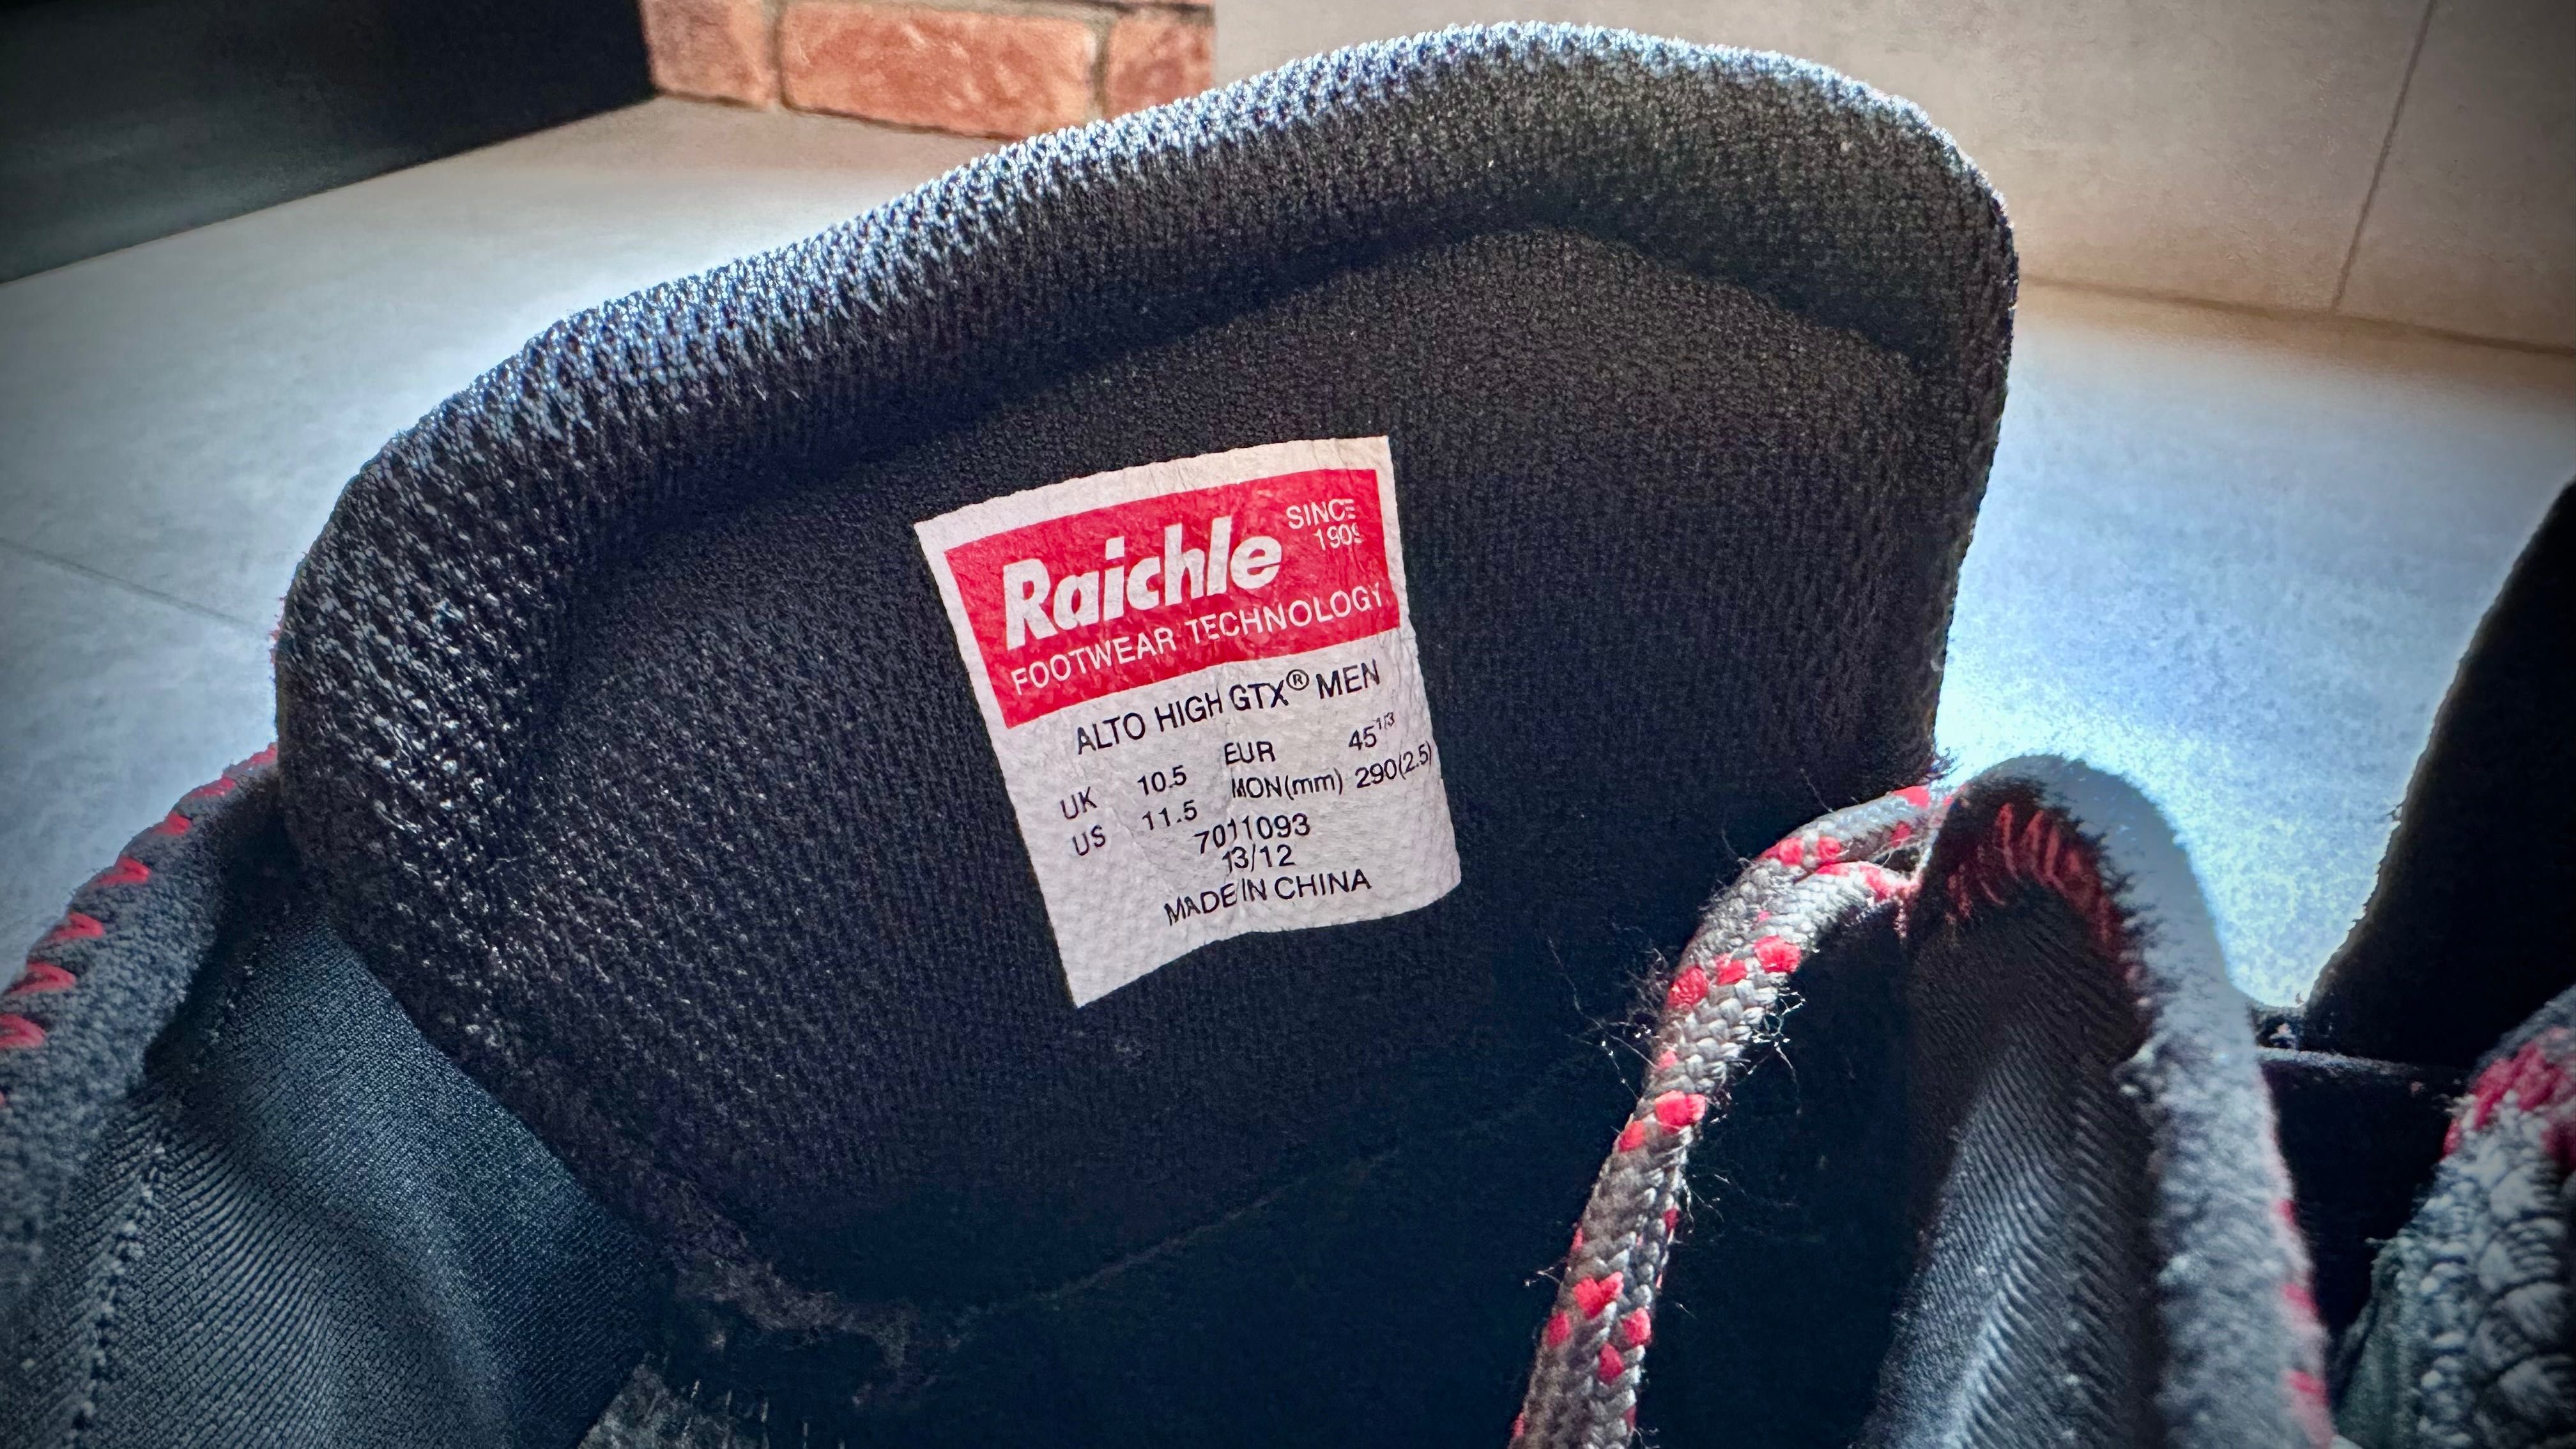 Raichle SINCE
1909
FOOTWEAR TECHNOLOGY
ALTO HIGH GTX® MEN
UK 10.5 EUR 45 1/3
US 11.5 MON(mm) 290(2.5)
7011093
13/12
MADE IN CHINA